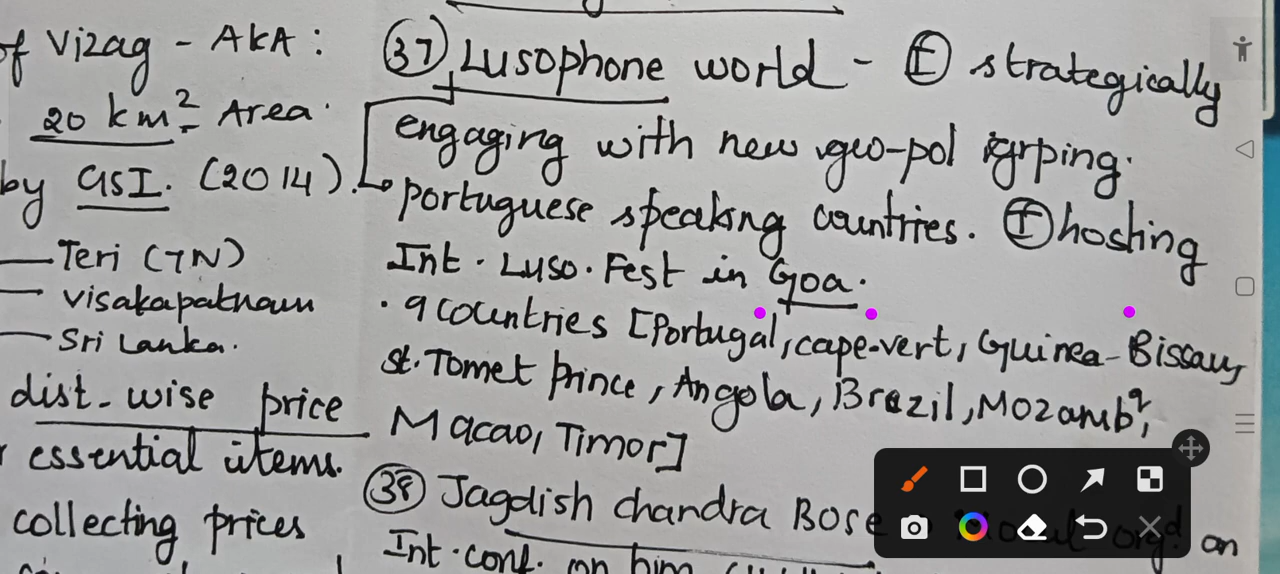 of Vizag - AKA :
20 km² Area.
by GSI. (2014).
Teri (TN)
Visakapatnam
Sri Lanka.
dist-wise price
essential items.
collecting prices
37 Lusophone world - I strategically
engaging with new geo-pol grping.
portuguese speaking countries. I hosting
Int. Luso. Fest in Goa.
. 9 countries [Portugal, cape-vert, Guinea-Bissau,
St. Tomet Prince, Angola, Brazil, Mozambq,
Macao, Timor]
38 Jagdish chandra Bose
on
Int. conf. on him